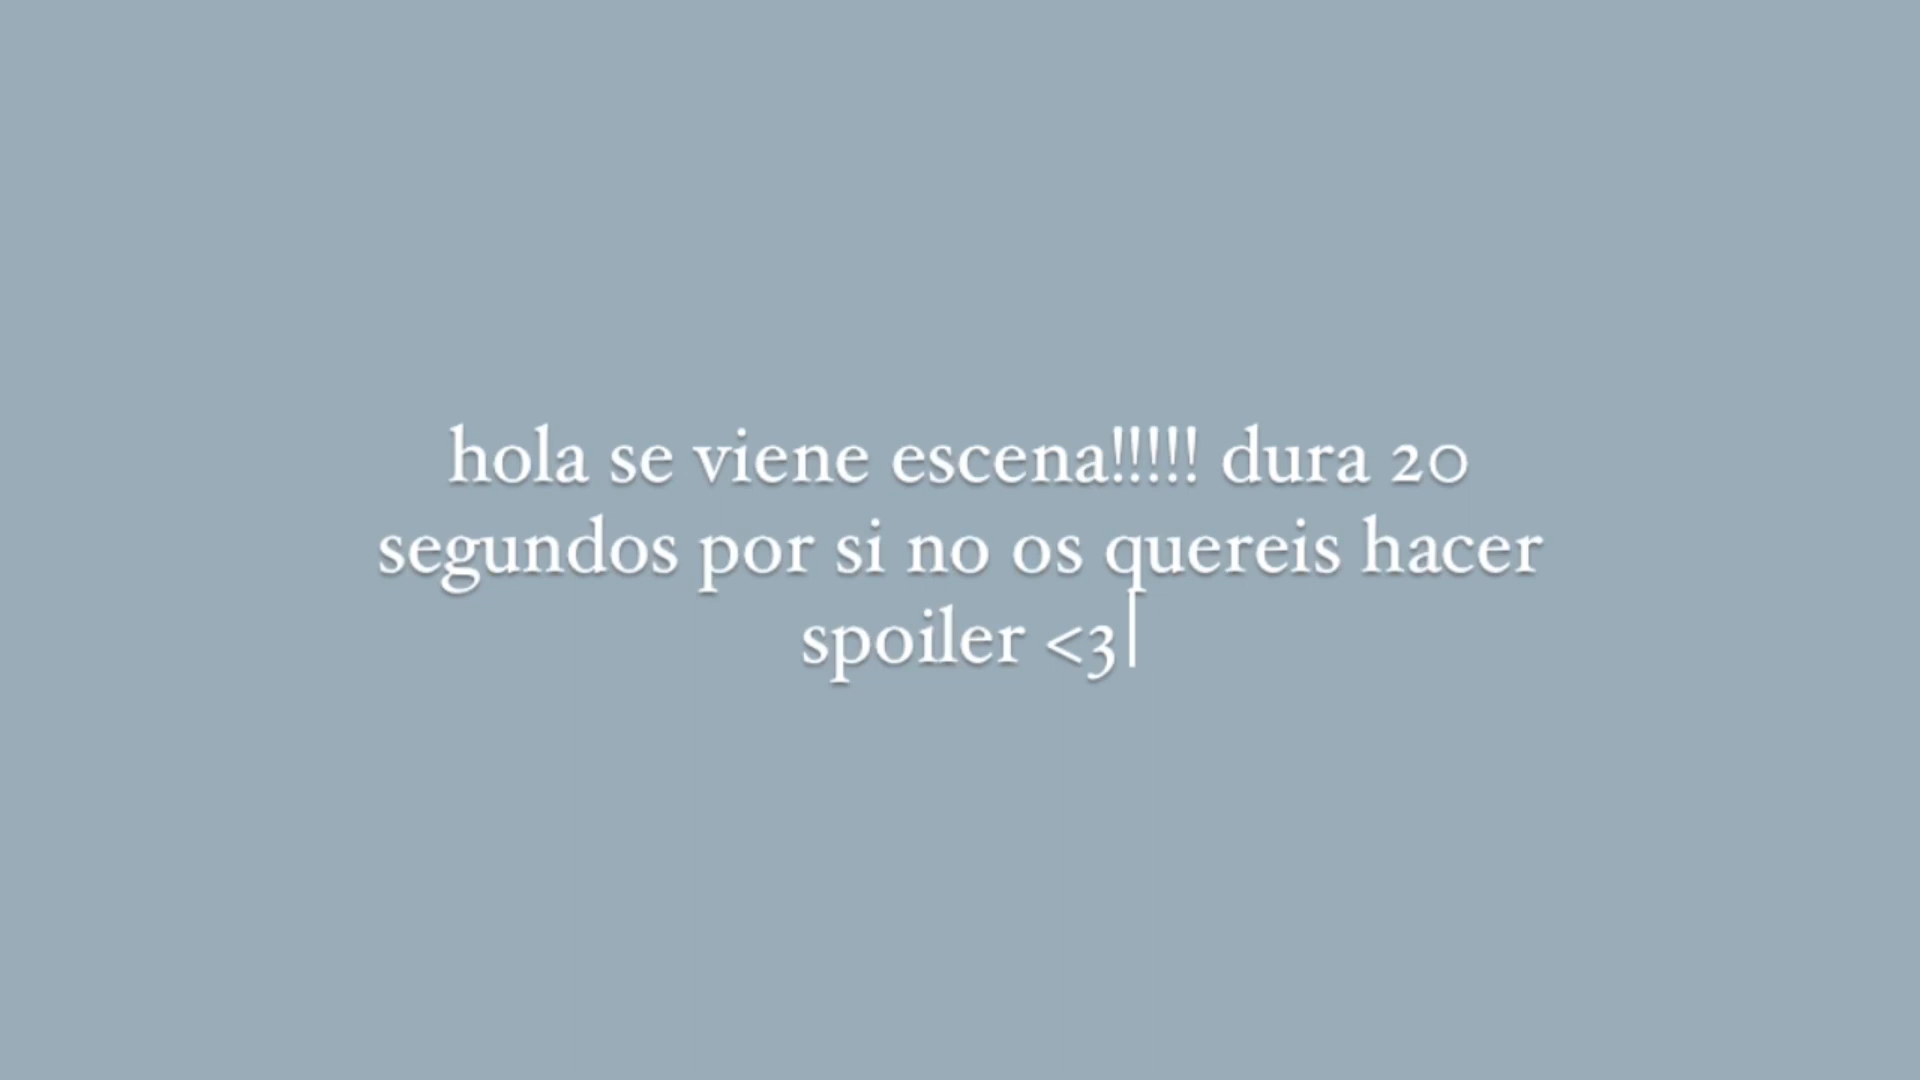 hola se viene escena!!!!! dura 20
segundos por si no os quereis hacer
spoiler <3